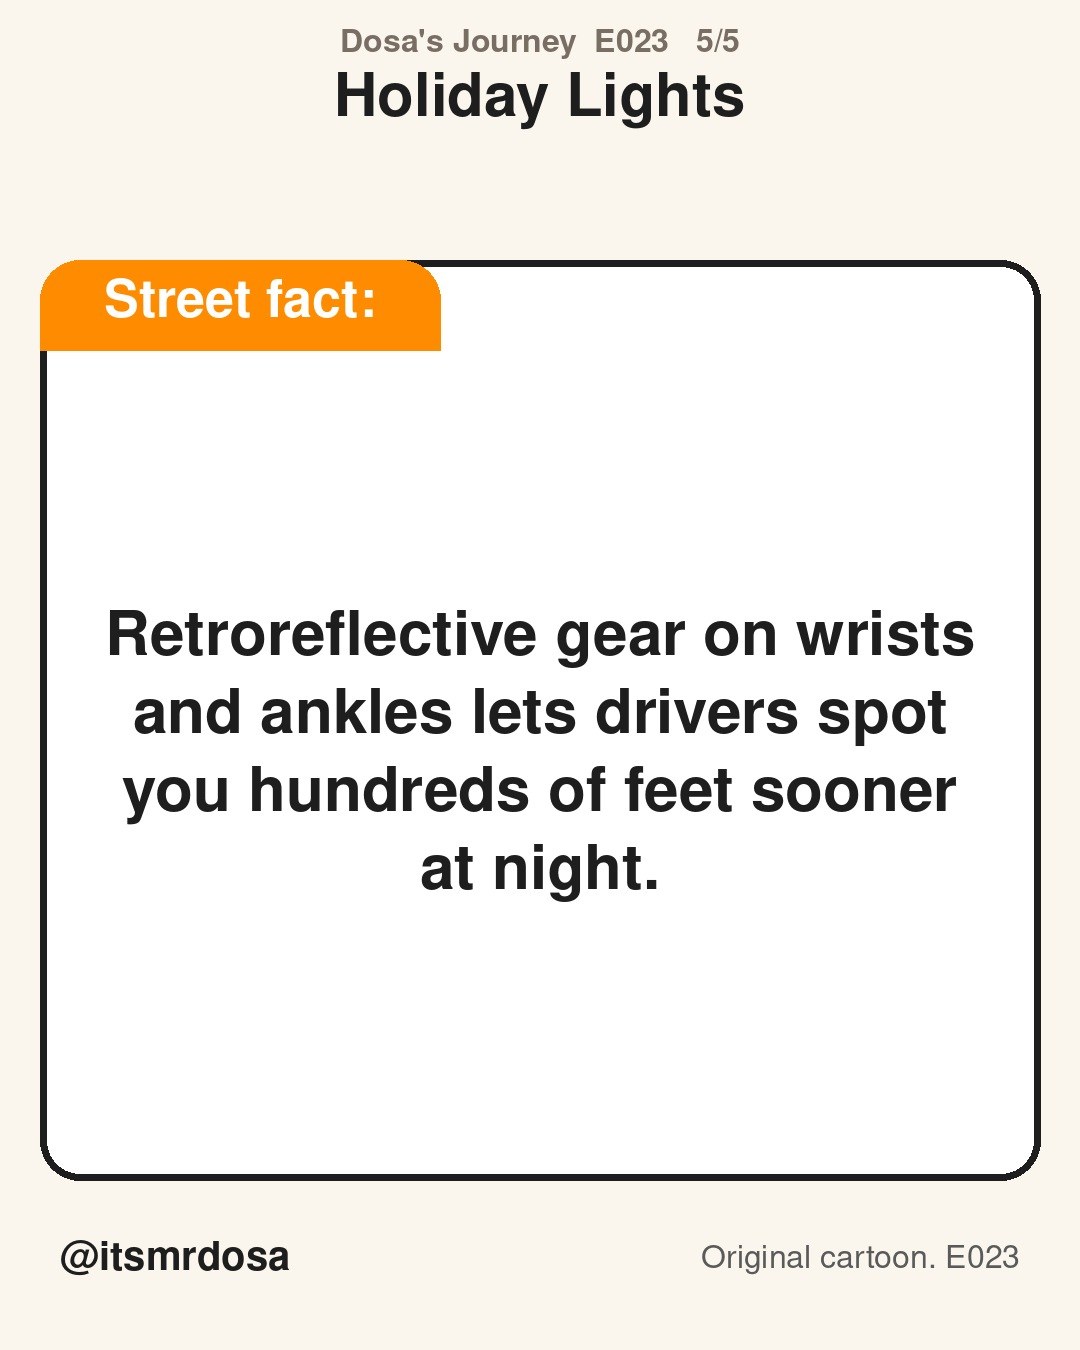 Dosa's Journey E023 5/5
Holiday Lights
Street fact:
Retroreflective gear on wrists
and ankles lets drivers spot
you hundreds of feet sooner
at night.
@itsmrdosa
Original cartoon. E023